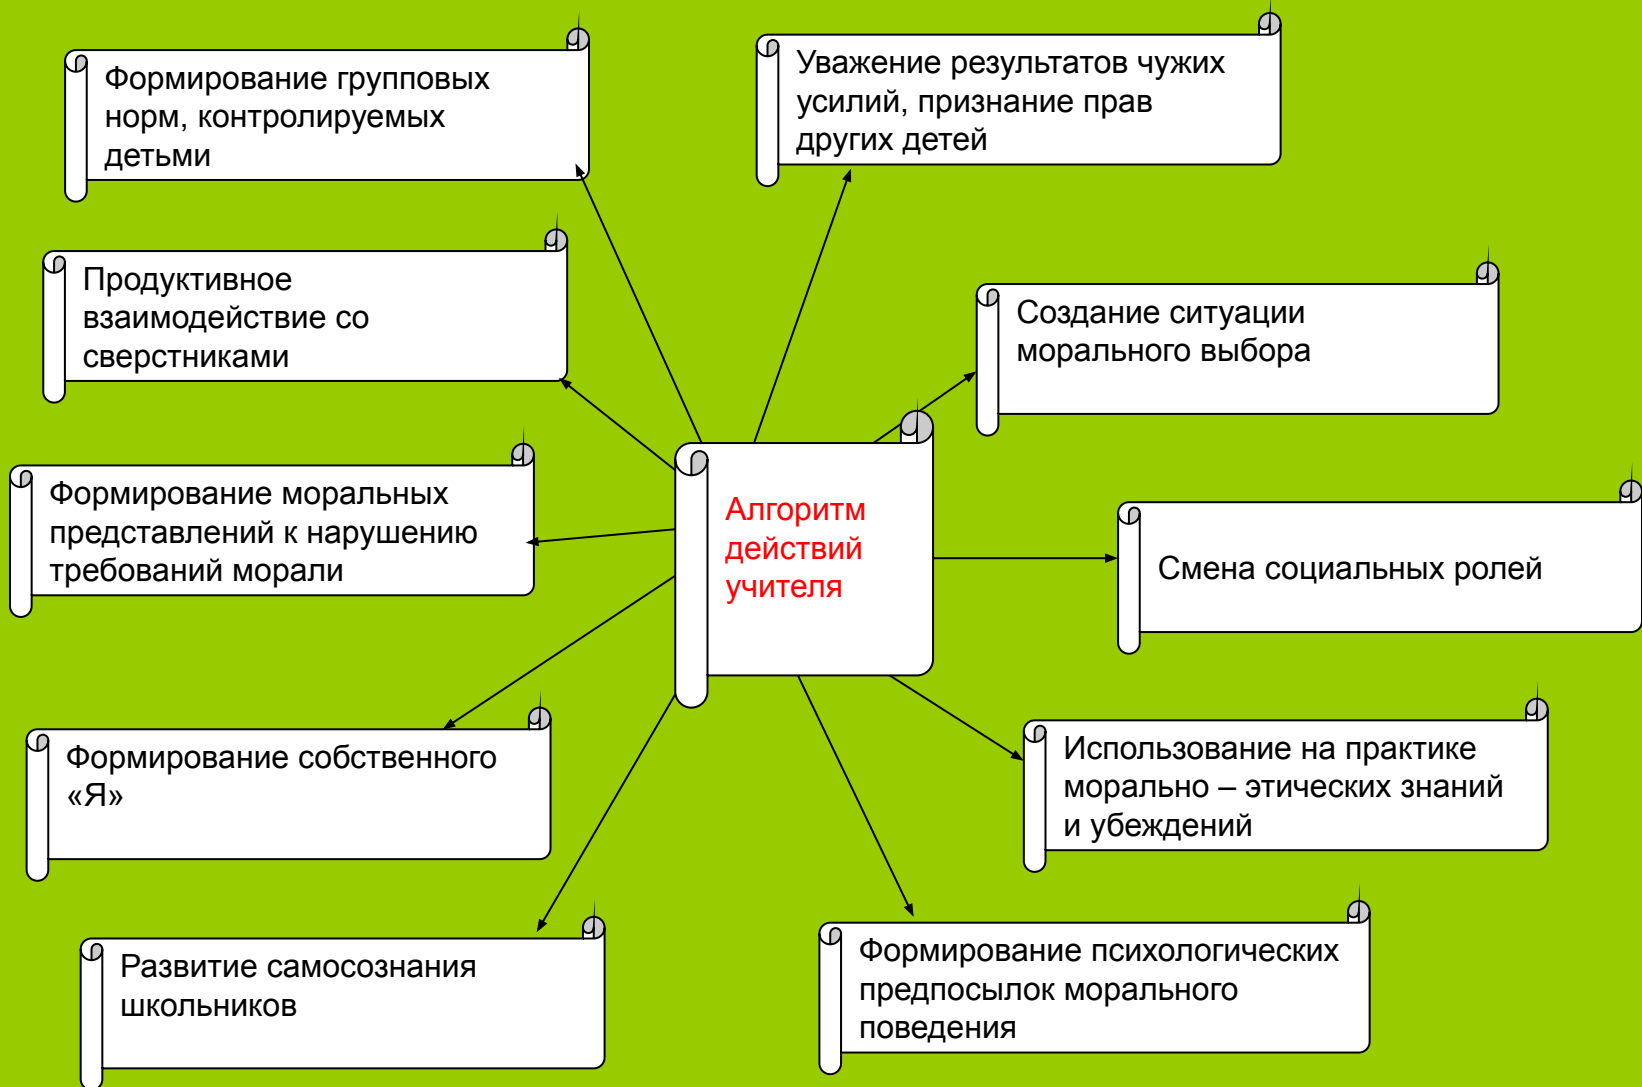 Формирование групповых
норм, контролируемых
детьми
Уважение результатов чужих
усилий, признание прав
других детей
Продуктивное
взаимодействие со
сверстниками
Создание ситуации
морального выбора
Формирование моральных
представлений к нарушению
требований морали
Алгоритм
действий
учителя
Смена социальных ролей
Формирование собственного
«Я»
Использование на практике
морально – этических знаний
и убеждений
Развитие самосознания
школьников
Формирование психологических
предпосылок морального
поведения